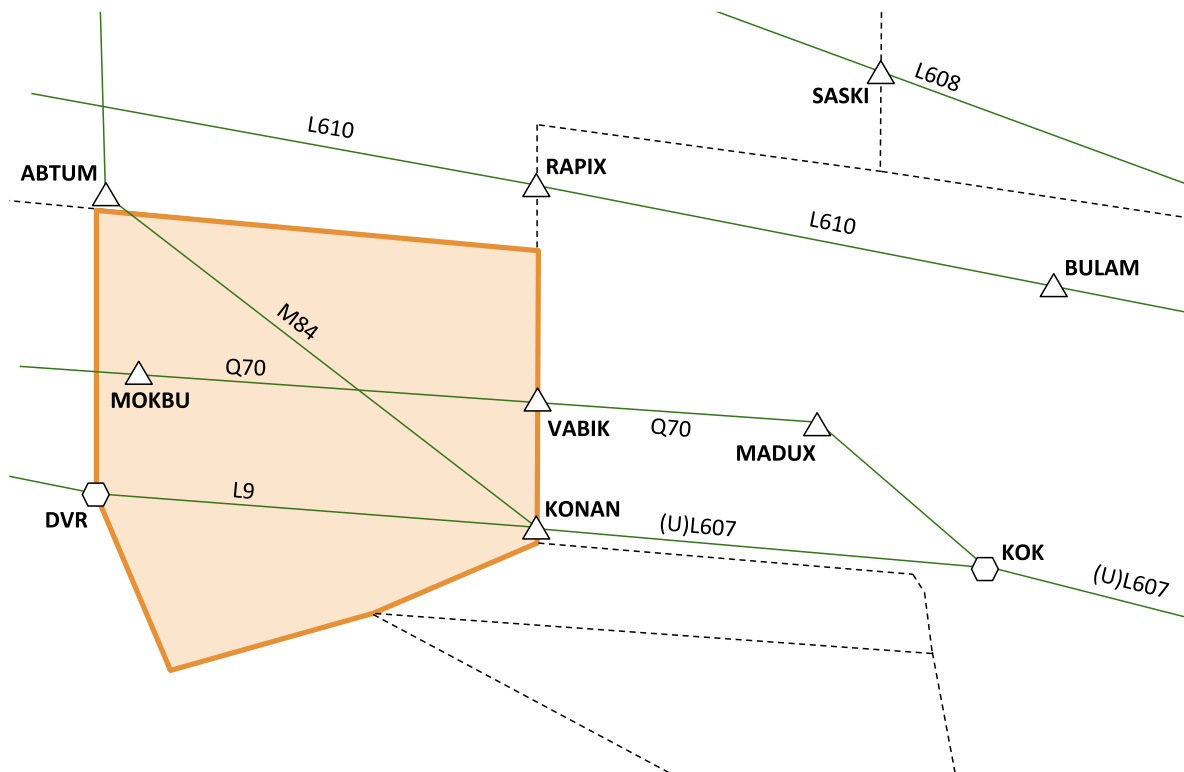 L608
SASKI
L610
RAPIX
ABTUM
L610
BULAM
M84
Q70
MOKBU
VABIK
Q70
MADUX
L9
DVR
KONAN
(U)L607
KOK
(U)L607